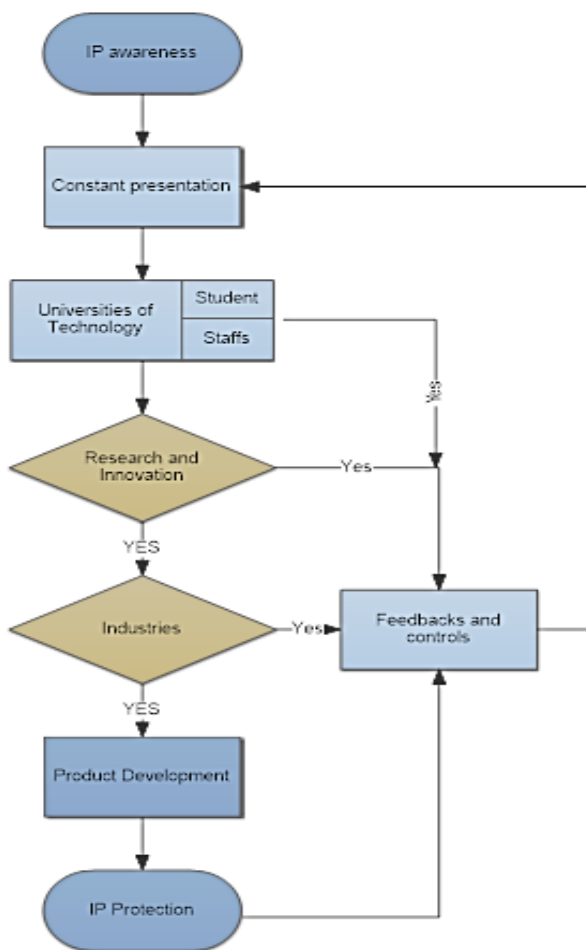 IP awareness
Constant presentation
Universities of
Technology
Student
Staffs
Yes
Research and
Innovation
Yes
YES
Industries
Yes
Feedbacks and
controls
YES
Product Development
IP Protection